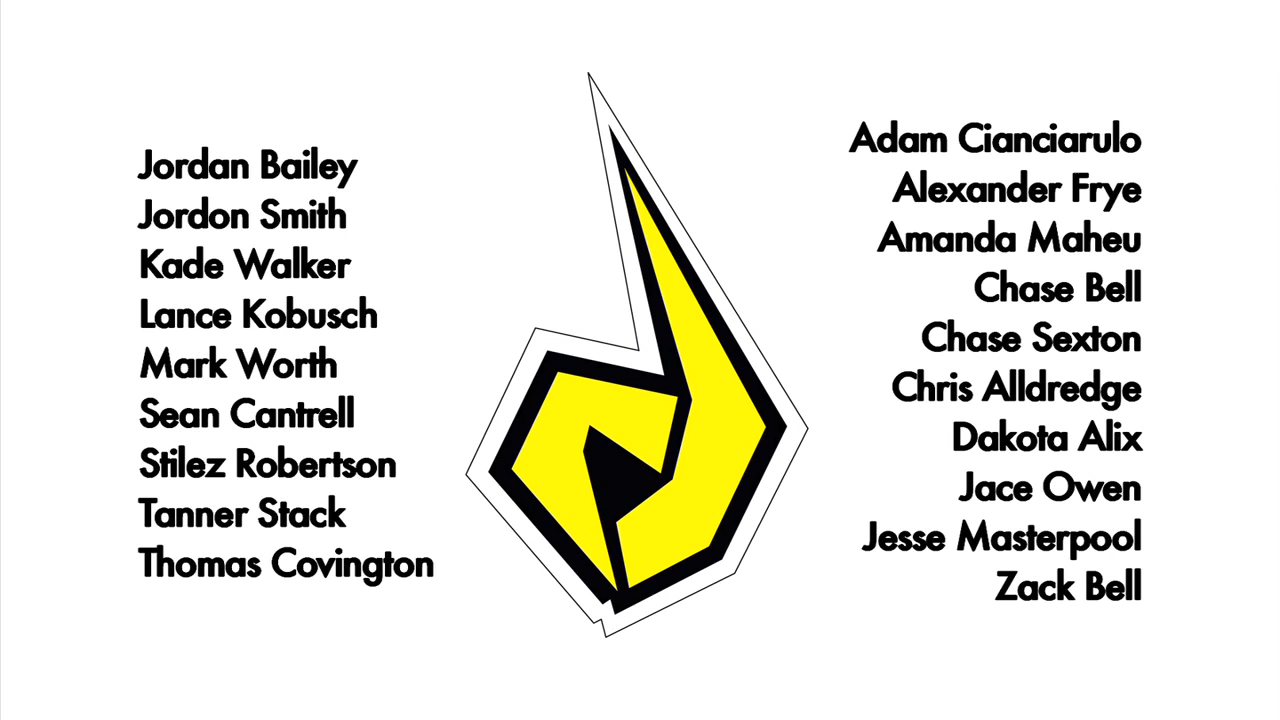 Jordan Bailey
Jordon Smith
Kade Walker
Lance Kobusch
Mark Worth
Sean Cantrell
Stilez Robertson
Tanner Stack
Thomas Covington
Adam Cianciarulo
Alexander Frye
Amanda Maheu
Chase Bell
Chase Sexton
Chris Alldredge
Dakota Alix
Jace Owen
Jesse Masterpool
Zack Bell